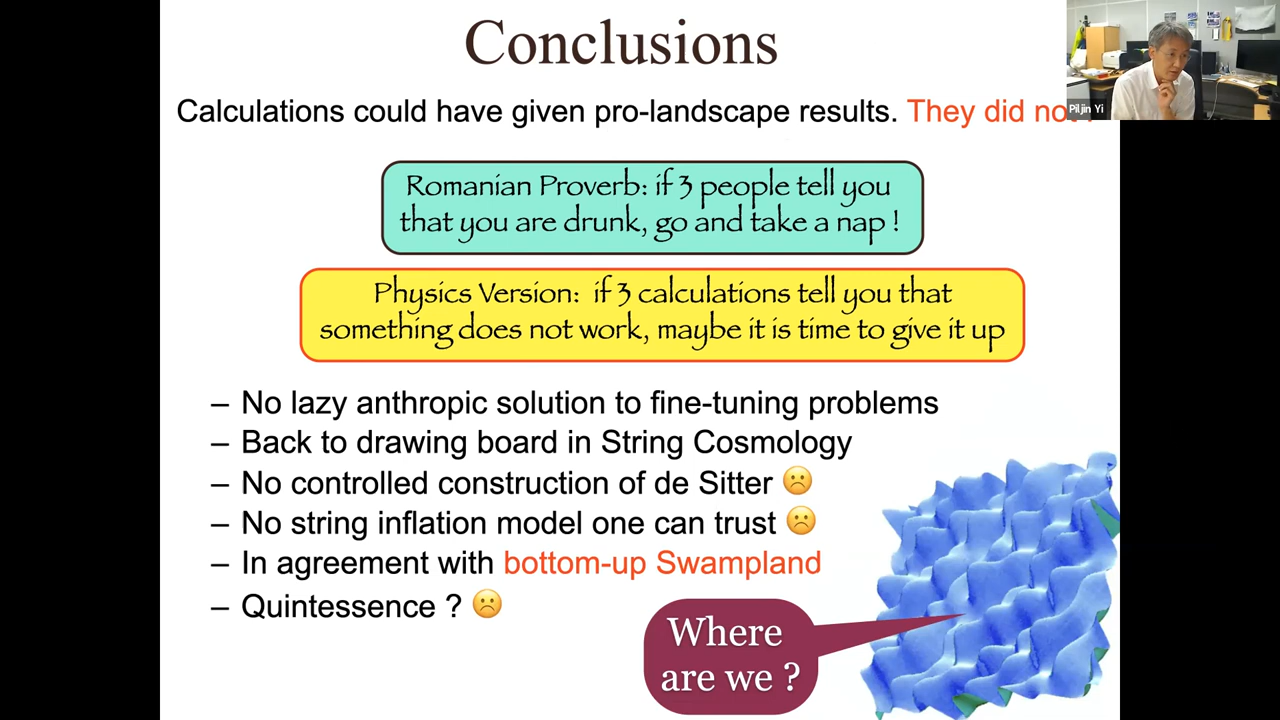 Conclusions
Calculations could have given pro-landscape results. They did not
Piljin Yi
Romanian Proverb: if 3 people tell you
that you are drunk, go and take a nap !
Physics Version: if 3 calculations tell you that
something does not work, maybe it is time to give it up
– No lazy anthropic solution to fine-tuning problems
– Back to drawing board in String Cosmology
– No controlled construction of de Sitter ☹️
– No string inflation model one can trust ☹️
– In agreement with bottom-up Swampland
– Quintessence ? ☹️
Where
are we ?